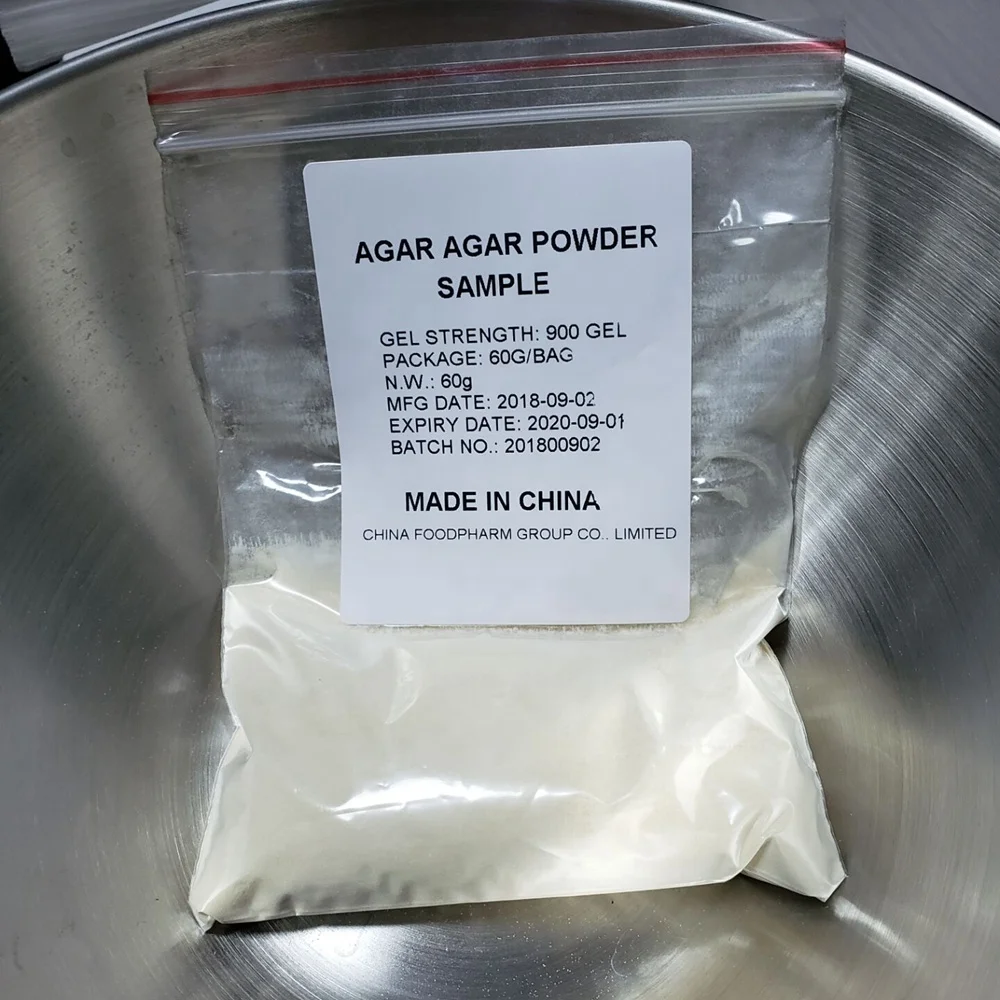 AGAR AGAR POWDER
SAMPLE
GEL STRENGTH: 900 GEL
PACKAGE: 60G/BAG
N.W.: 60g
MFG DATE: 2018-09-02
EXPIRY DATE: 2020-09-01
BATCH NO.: 201800902
MADE IN CHINA
CHINA FOODPHARM GROUP CO., LIMITED